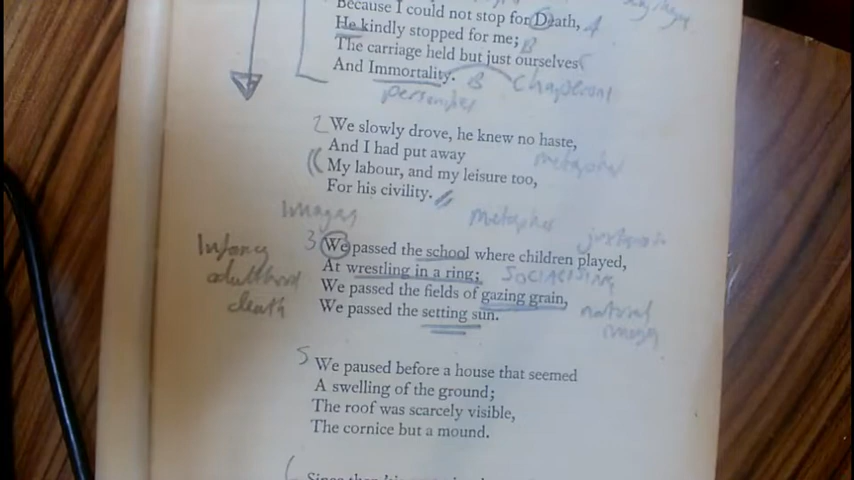 Because I could not stop for Death, A
He kindly stopped for me; B
The carriage held but just ourselves C
And Immortality. B
2 We slowly drove, he knew no haste,
And I had put away
metaphor
My labour, and my leisure too,
For his civility.
Images
metaphor
Infancy
adulthood
death
3 We passed the school where children played,
At wrestling in a ring; SOCIALISING
We passed the fields of gazing grain,
natural
We passed the setting sun.
5 We paused before a house that seemed
A swelling of the ground;
The roof was scarcely visible,
The cornice but a mound.